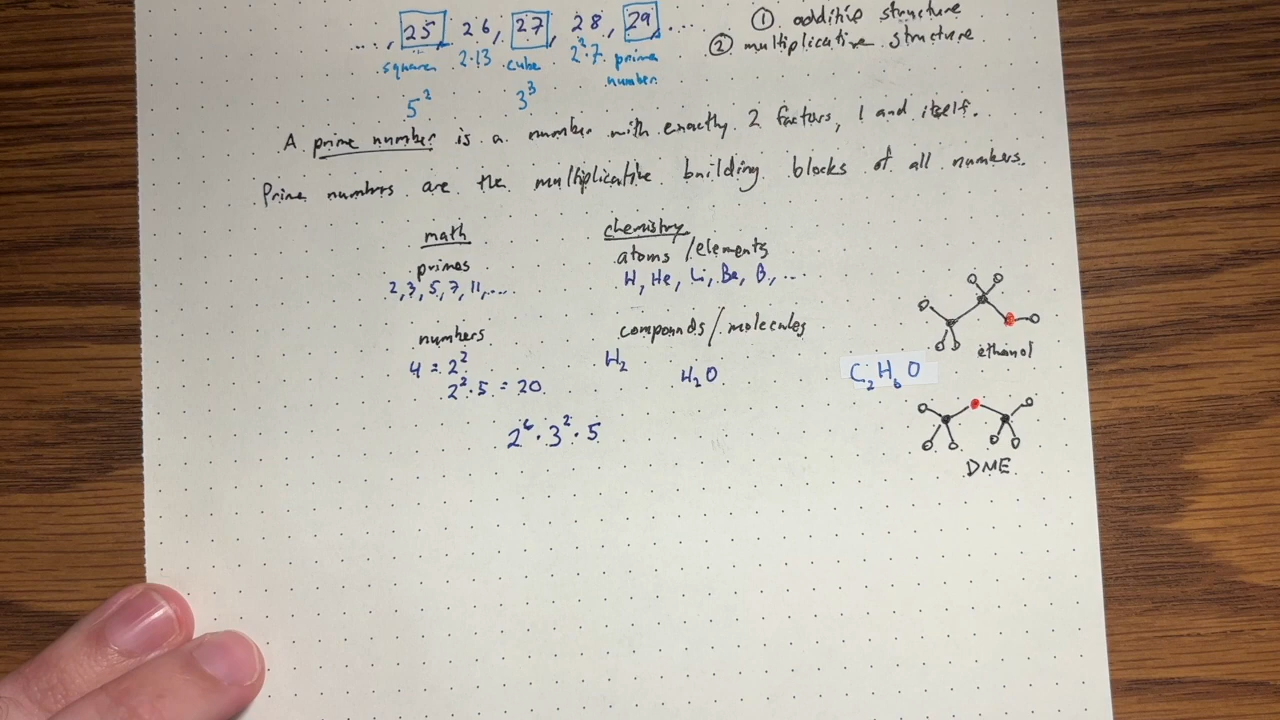 ..., 25, 26, 27, 28, 29, ...
square 2·13 cube 2²·7 prime number
5² 3³
① additive structure
② multiplicative structure
A prime number is a number with exactly 2 factors, 1 and itself.
Prime numbers are the multiplicative building blocks of all numbers.
math
primes
2, 3, 5, 7, 11, ...
numbers
4 = 2²
2²·5 = 20
chemistry
atoms/elements
H, He, Li, Be, B, ...
compounds/molecules
H₂ H₂O
2⁶·3²·5
ethanol
C₂H₆O
DME